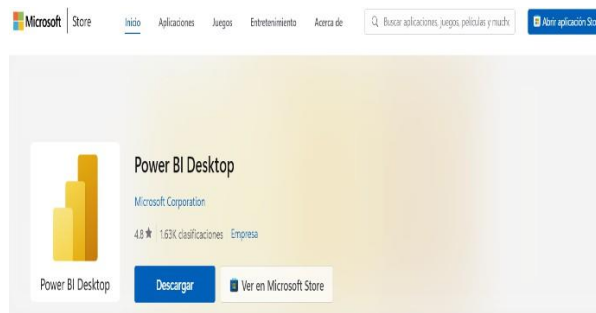 Microsoft | Store Inicio Aplicaciones Juegos Entretenimiento Acerca de Buscar aplicaciones, juegos, películas y mucho Abrir aplicación Sto
Power BI Desktop
Microsoft Corporation
4.8 ★ | 1.63K clasificaciones Empresa
Power BI Desktop Descargar Ver en Microsoft Store